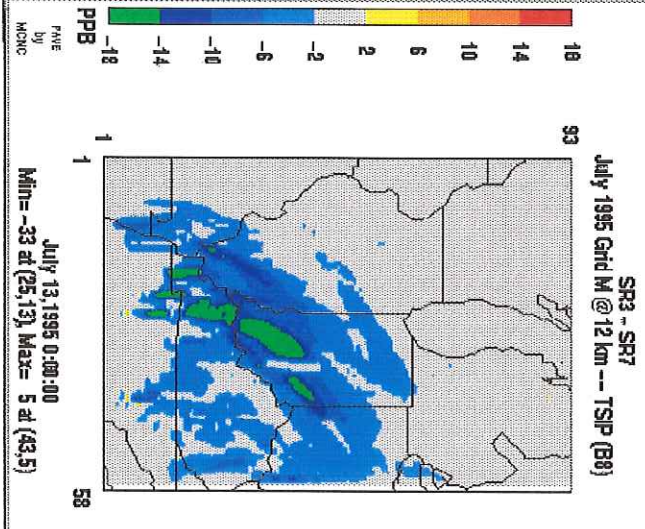 SR3 - SR7
July 1995 Grid M @ 12 km -- TSIP (B8)
18
14
10
6
2
-2
-6
-10
-14
-18
PPB
93
1
1
58
PAVE
by
MCNC
July 13,1995 0:00:00
Min= -33 at (25,13), Max= 5 at (43,5)